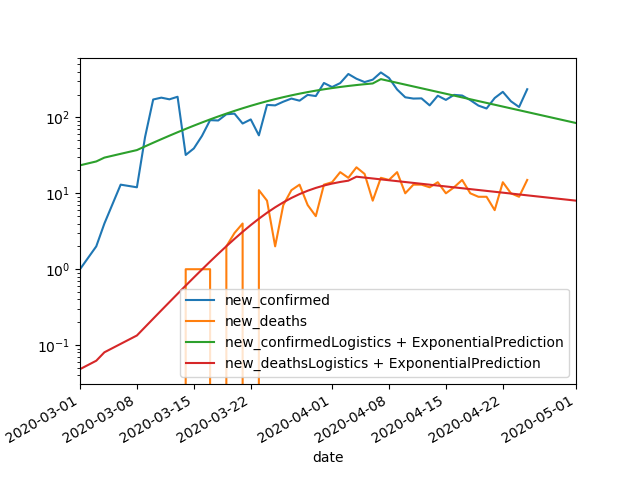 10²
10¹
10⁰
10⁻¹
new_confirmed
new_deaths
new_confirmedLogistics + ExponentialPrediction
new_deathsLogistics + ExponentialPrediction
2020-03-01
2020-03-08
2020-03-15
2020-03-22
2020-04-01
2020-04-08
2020-04-15
2020-04-22
2020-05-01
date